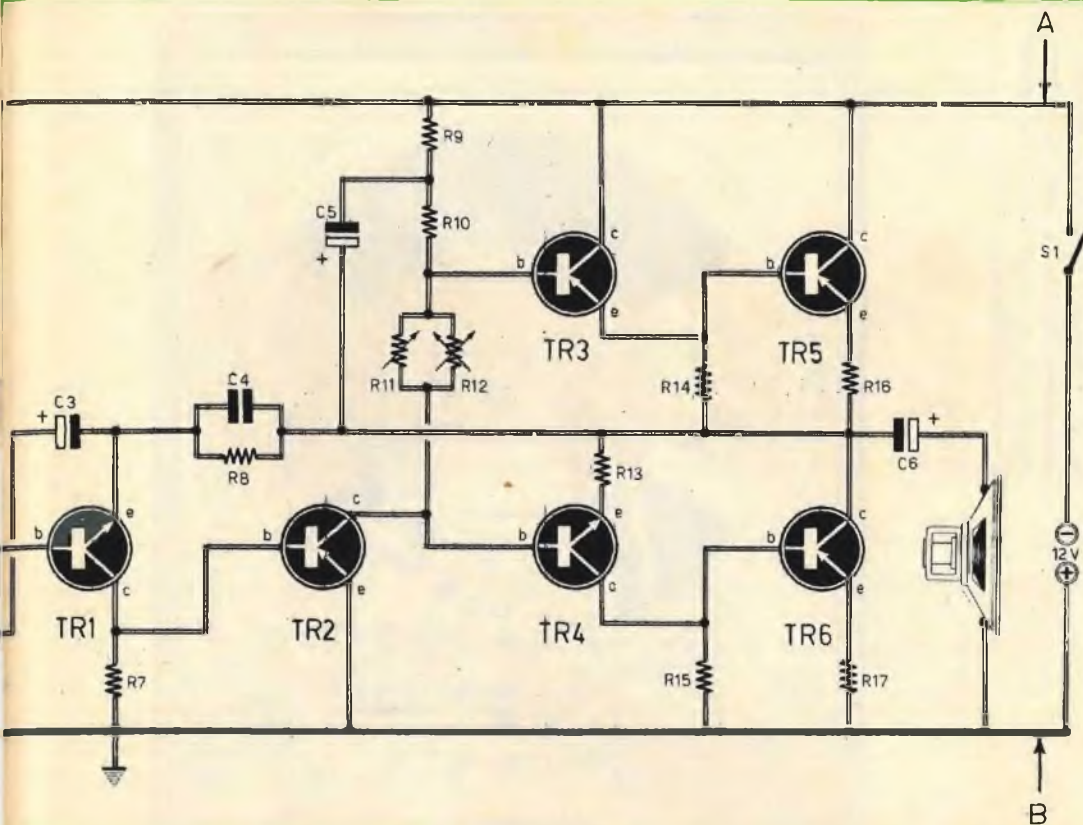 A
R9
C5
+
R10
b
c
e
TR3
b
c
e
TR5
S1
R11
R12
R14
R16
C3
+
C4
R8
R13
C6
+
b
e
c
TR1
b
c
e
TR2
b
e
c
TR4
b
c
e
TR6
−
12 V
+
R7
R15
R17
B